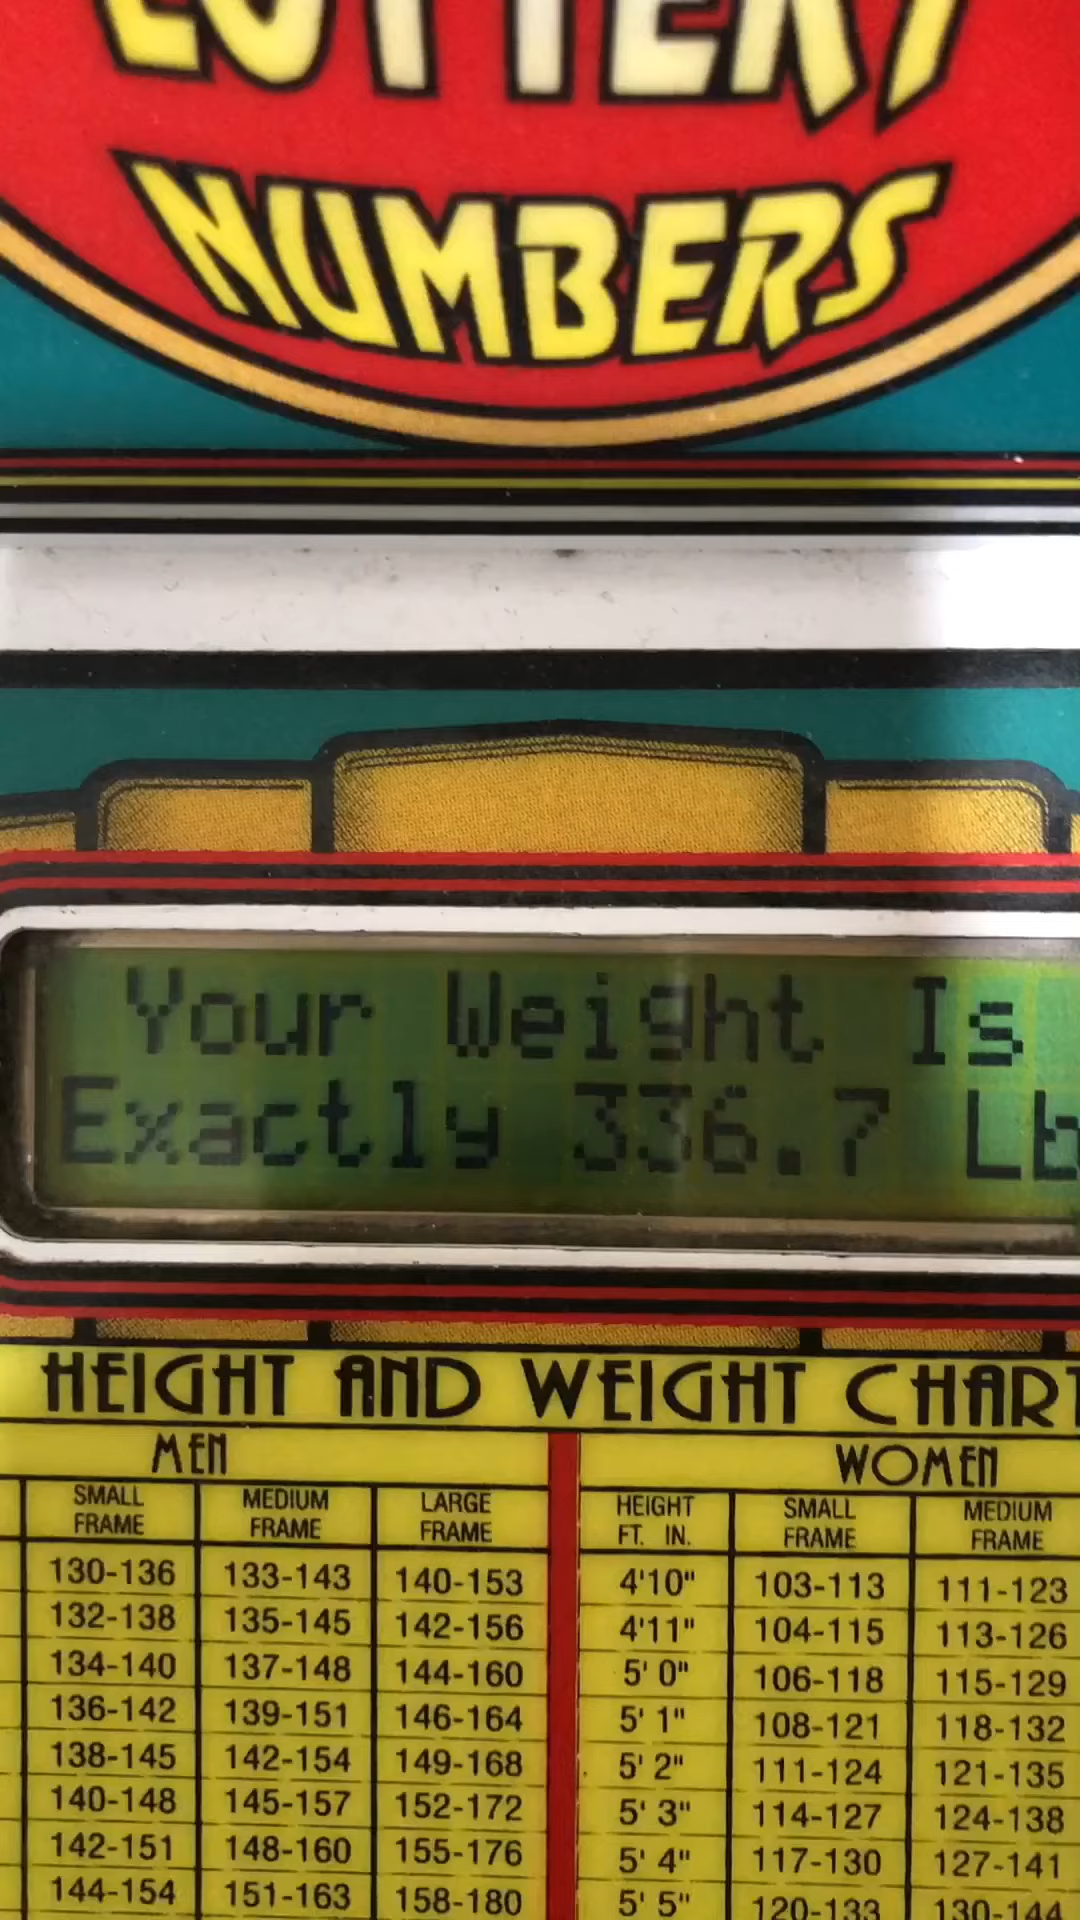 LOTTERY
NUMBERS
Your Weight Is
Exactly 336.7 Lb
HEIGHT AND WEIGHT CHART
MEN WOMEN
SMALL FRAME MEDIUM FRAME LARGE FRAME HEIGHT FT. IN. SMALL FRAME MEDIUM FRAME
130-136 133-143 140-153 4'10" 103-113 111-123
132-138 135-145 142-156 4'11" 104-115 113-126
134-140 137-148 144-160 5' 0" 106-118 115-129
136-142 139-151 146-164 5' 1" 108-121 118-132
138-145 142-154 149-168 5' 2" 111-124 121-135
140-148 145-157 152-172 5' 3" 114-127 124-138
142-151 148-160 155-176 5' 4" 117-130 127-141
144-154 151-163 158-180 5' 5" 120-133 130-144